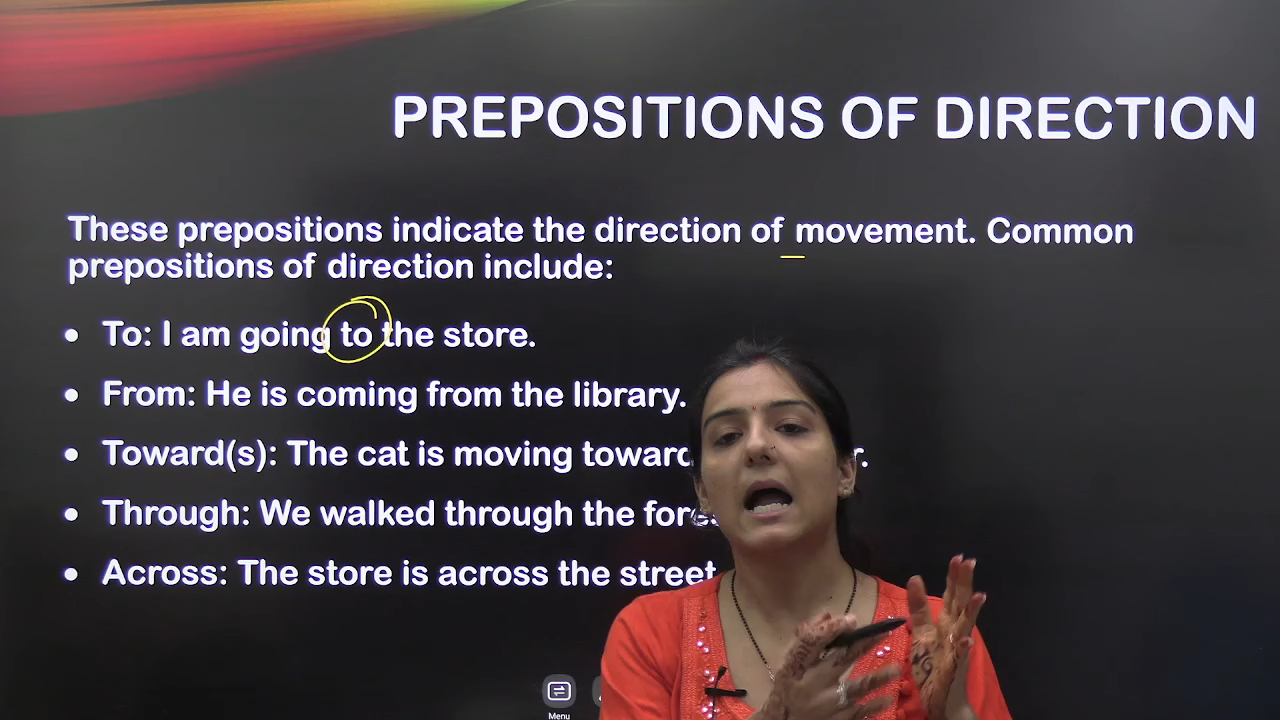 PREPOSITIONS OF DIRECTION
These prepositions indicate the direction of movement. Common
prepositions of direction include:
• To: I am going to the store.
• From: He is coming from the library.
• Toward(s): The cat is moving
• Through: We walked through the
• Across: The store is across the street
Menu